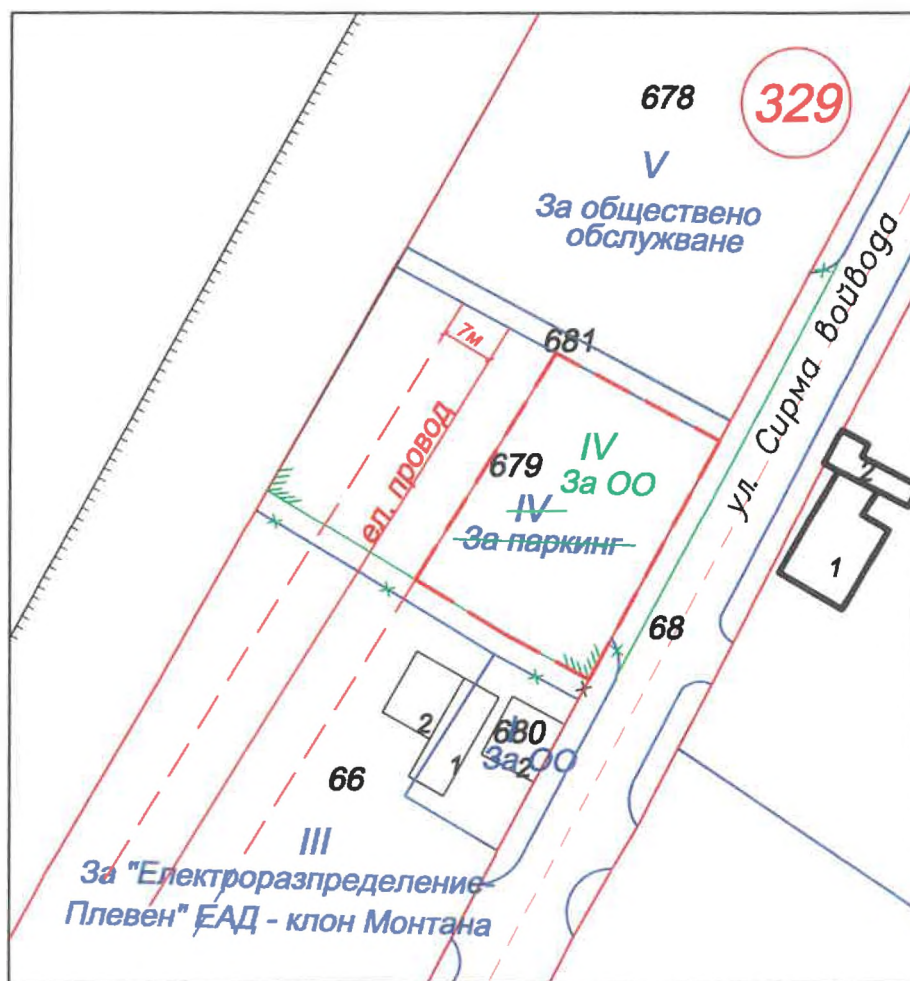 678
329
V
За обществено
обслужване
ул. Сирма войвода
7м
681
ел. провод
679
IV
За ОО
IV
За паркинг
2
1
68
2
1
680
I
За ОО
2
66
III
За "Електроразпределение-
Плевен" ЕАД - клон Монтана